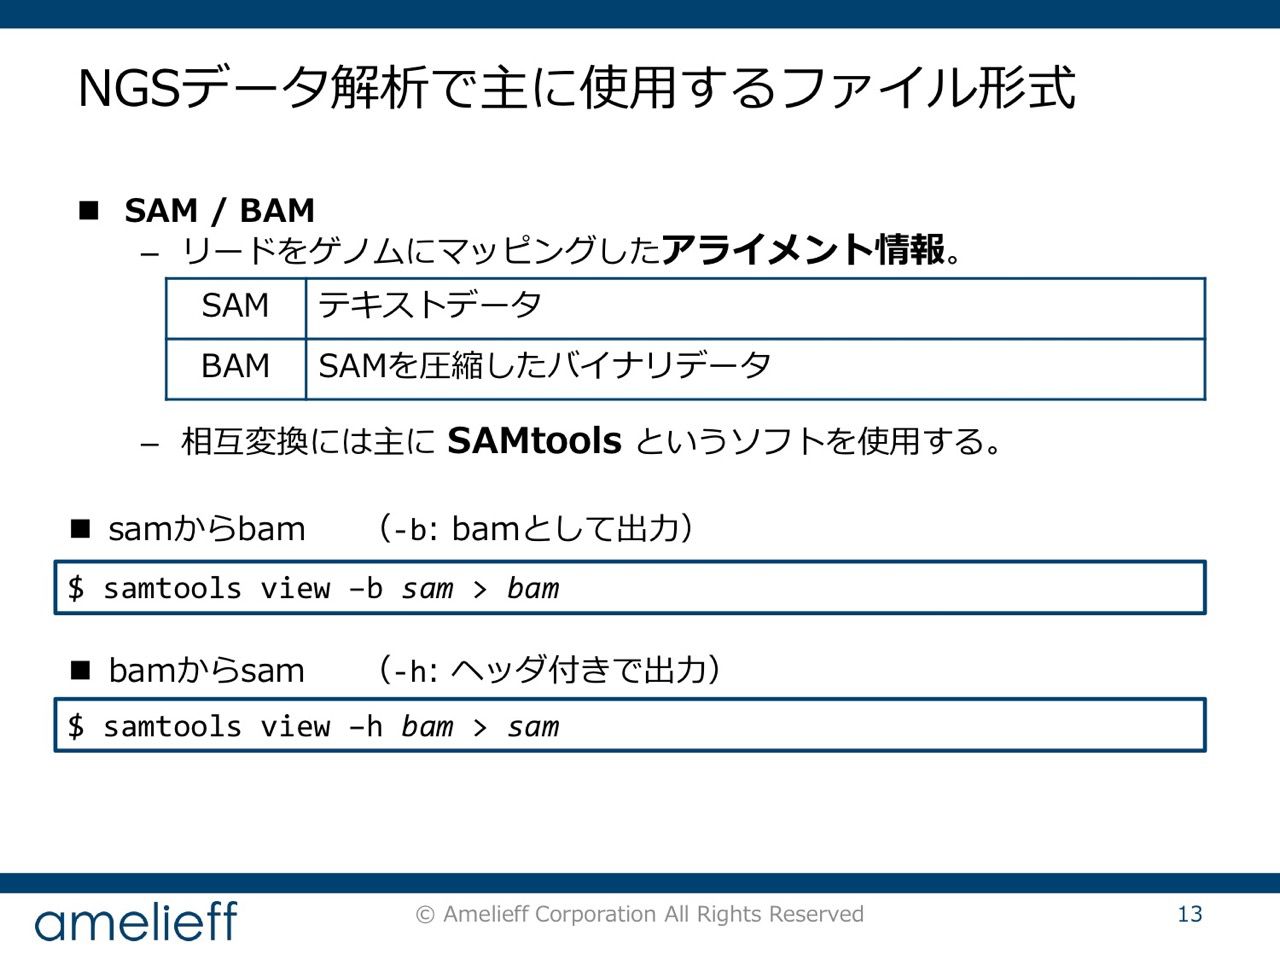 NGSデータ解析で主に使用するファイル形式
■ SAM / BAM
– リードをゲノムにマッピングしたアライメント情報。
SAM テキストデータ
BAM SAMを圧縮したバイナリデータ
– 相互変換には主に SAMtools というソフトを使用する。
■ samからbam （-b: bamとして出力）
$ samtools view –b sam > bam
■ bamからsam （-h: ヘッダ付きで出力）
$ samtools view –h bam > sam
amelieff
© Amelieff Corporation All Rights Reserved
13